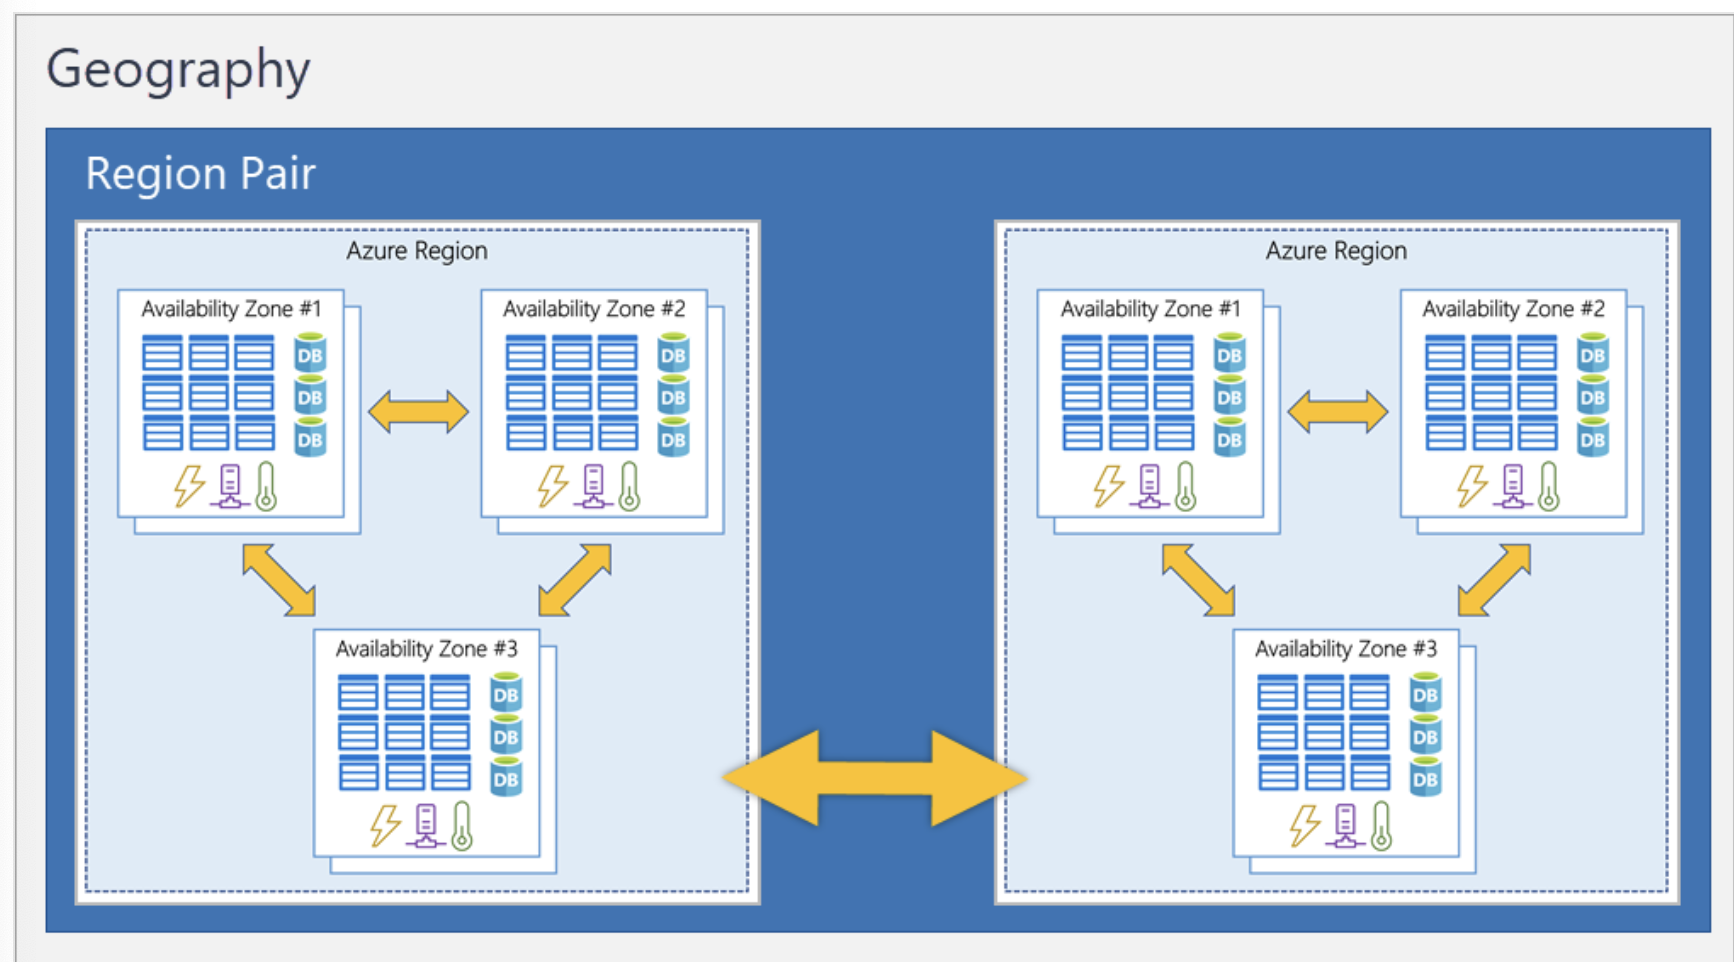 Geography
Region Pair
Azure Region
Availability Zone #1
DB
DB
DB
Availability Zone #2
DB
DB
DB
Availability Zone #3
DB
DB
DB
Azure Region
Availability Zone #1
DB
DB
DB
Availability Zone #2
DB
DB
DB
Availability Zone #3
DB
DB
DB